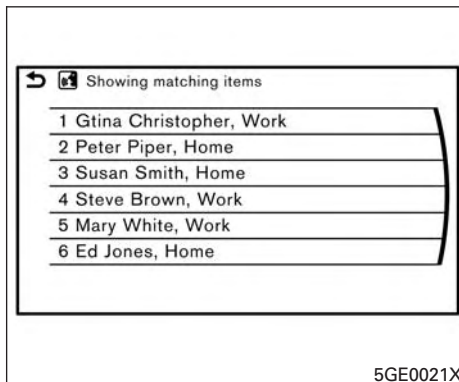 Showing matching items
1 Gtina Christopher, Work
2 Peter Piper, Home
3 Susan Smith, Home
4 Steve Brown, Work
5 Mary White, Work
6 Ed Jones, Home
5GE0021X